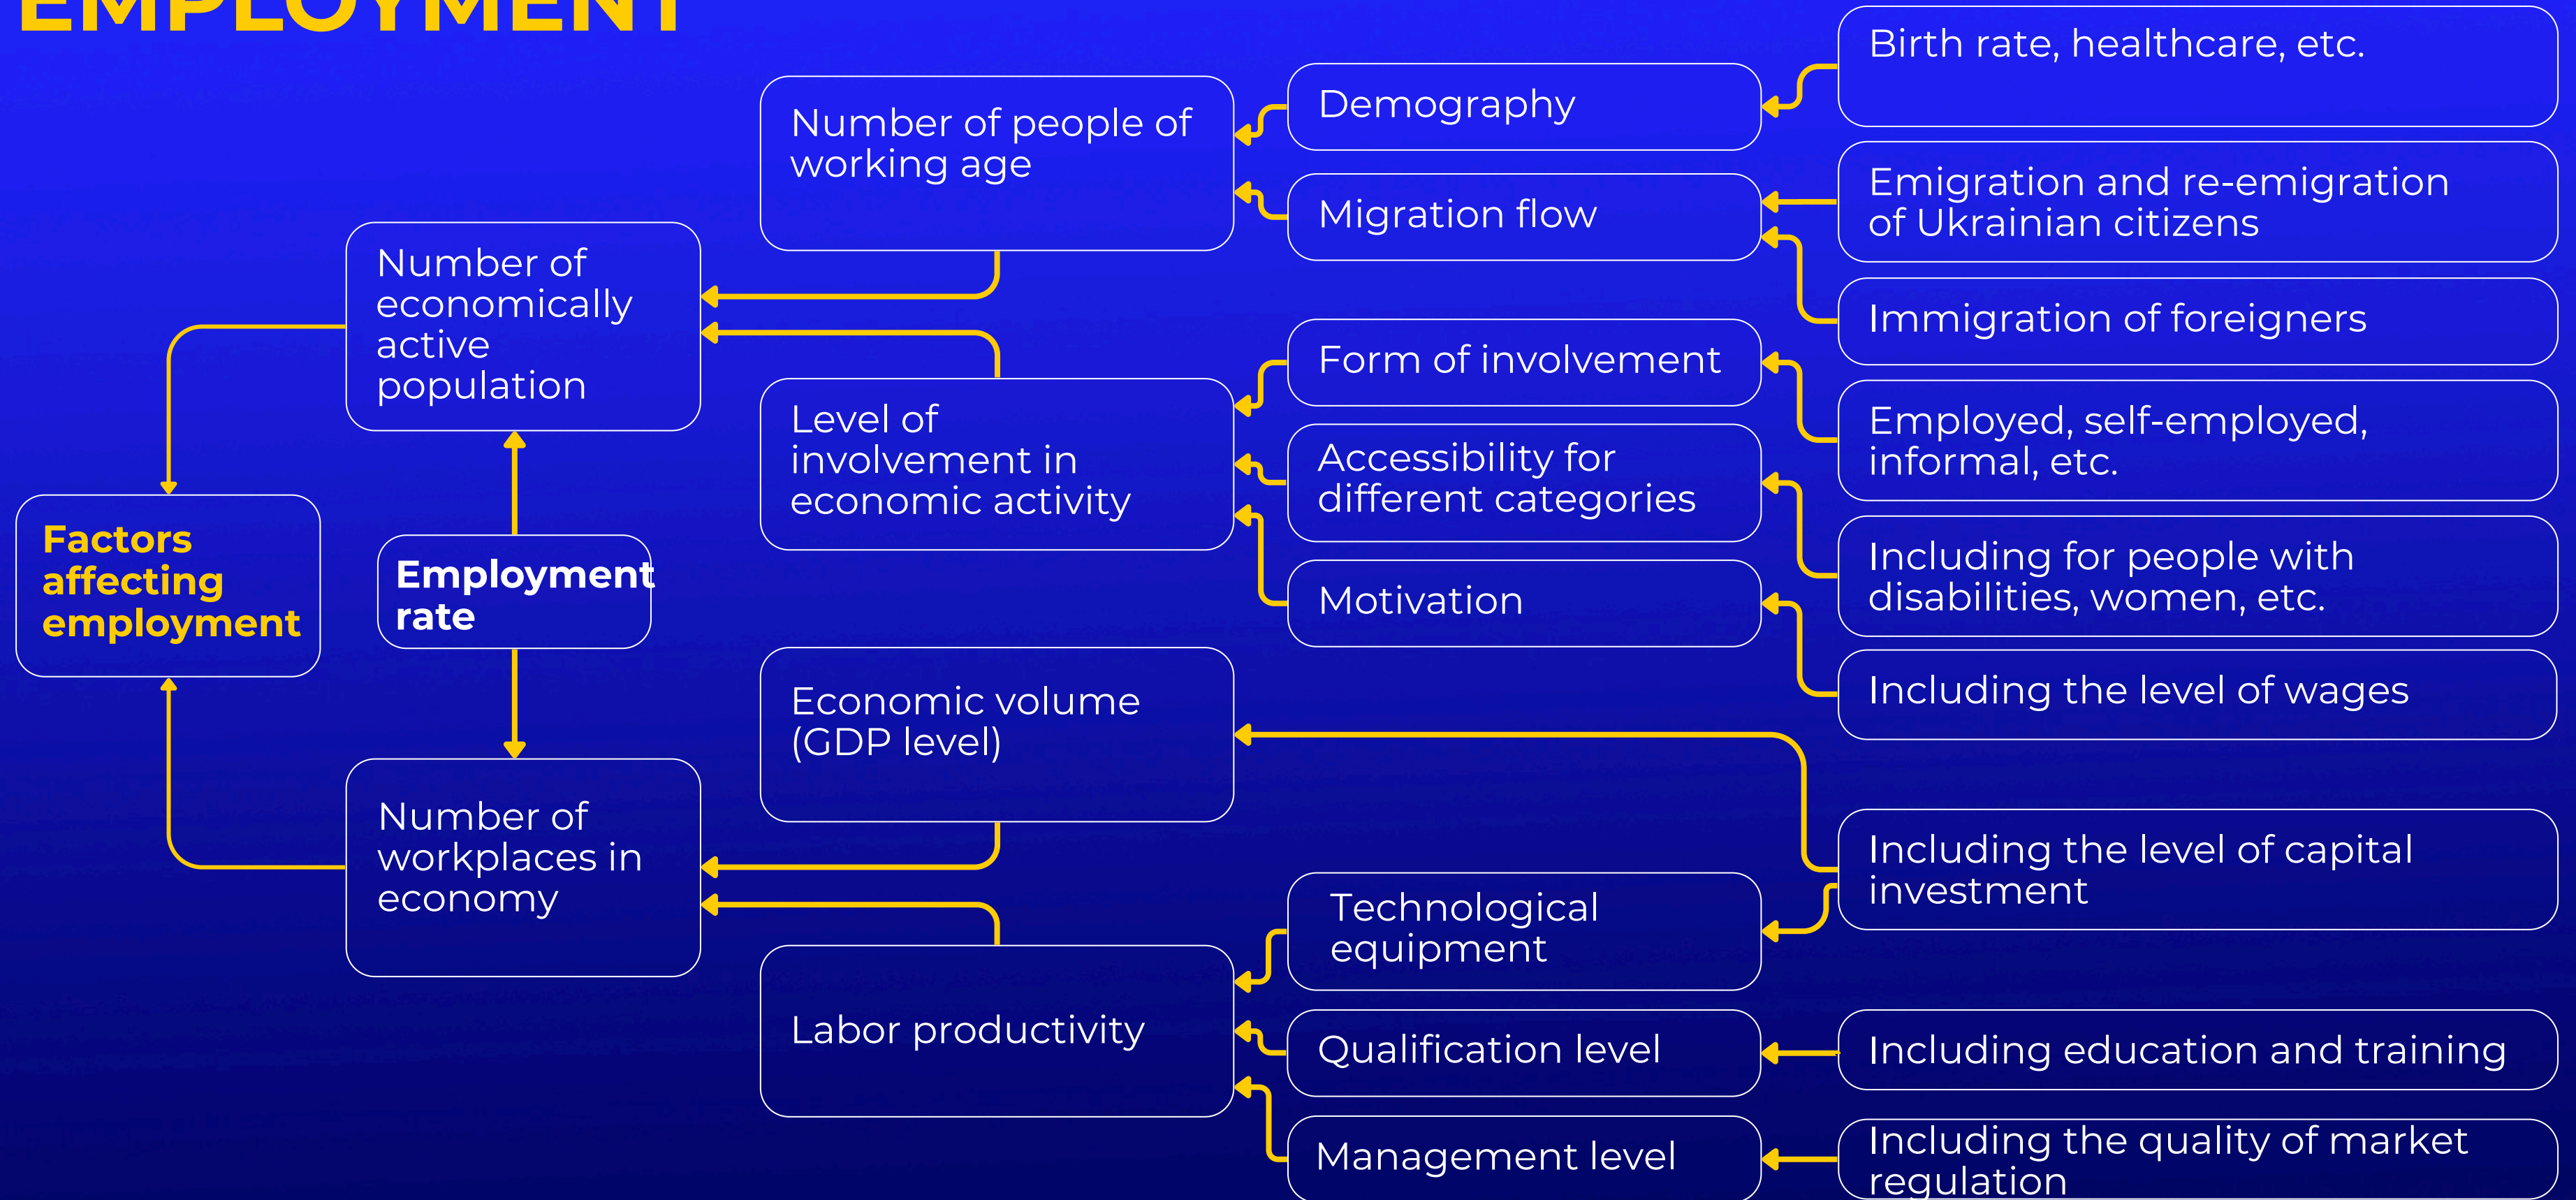 EMPLOYMENT
Factors
affecting
employment
Number of
economically
active
population
Employment
rate
Number of
workplaces in
economy
Number of people of
working age
Level of
involvement in
economic activity
Economic volume
(GDP level)
Labor productivity
Demography
Migration flow
Form of involvement
Accessibility for
different categories
Motivation
Technological
equipment
Qualification level
Management level
Birth rate, healthcare, etc.
Emigration and re-emigration
of Ukrainian citizens
Immigration of foreigners
Employed, self-employed,
informal, etc.
Including for people with
disabilities, women, etc.
Including the level of wages
Including the level of capital
investment
Including education and training
Including the quality of market
regulation